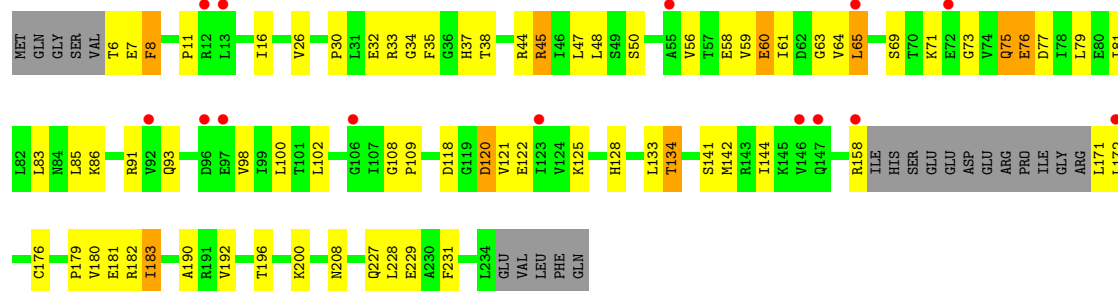 MET GLN GLY SER VAL T6 E7 F8 P11 R12 L13 I16 V26 P30 L31 E32 R33 G34 F35 G36 H37 T38 R44 R45 I46 L47 L48 S49 S50 A55 V56 T57 E58 V59 E60 I61 D62 G63 V64 L65 S69 T70 K71 E72 G73 V74 Q75 E76 D77 I78 L79 E80
L82 L83 N84 L85 K86 R91 V92 Q93 D96 E97 V98 I99 L100 T101 L102 G106 I107 G108 P109 D118 G119 D120 V121 E122 I123 V124 K125 H128 L133 T134 S141 M142 R143 I144 K145 V146 Q147 R158 ILE HIS SER GLU GLU ASP GLU ARG PRO ILE GLY ARG L171
C176 P179 V180 E181 R182 I183 A190 R191 V192 T196 K200 N208 Q227 L228 E229 A230 F231 L234 GLU VAL LEU PHE GLN